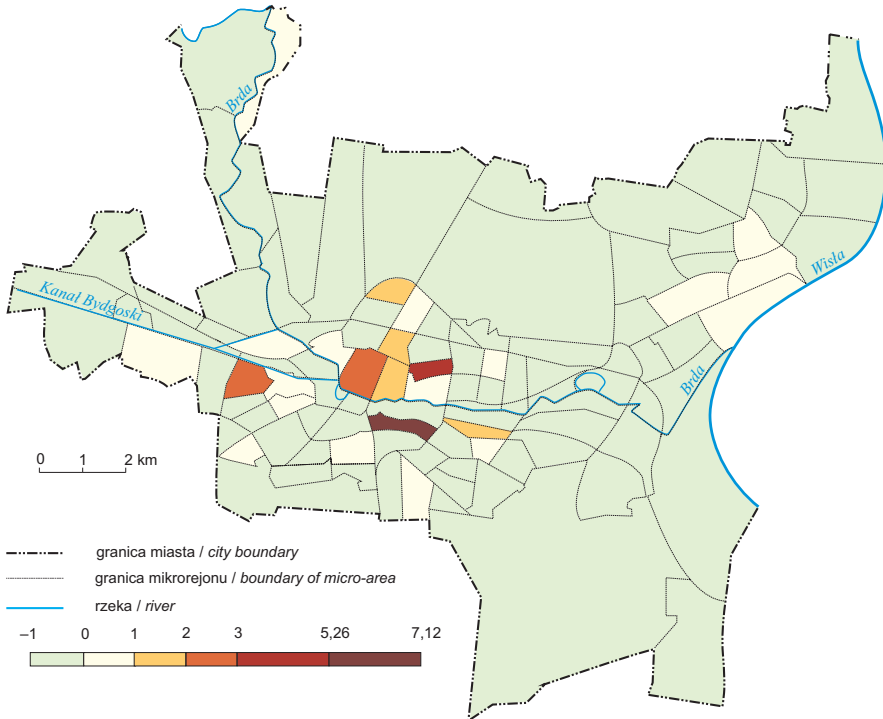 Brda
Wisła
Kanał Bydgoski
Brda
0 1 2 km
granica miasta / city boundary
granica mikrorejonu / boundary of micro-area
rzeka / river
–1 0 1 2 3 5,26 7,12